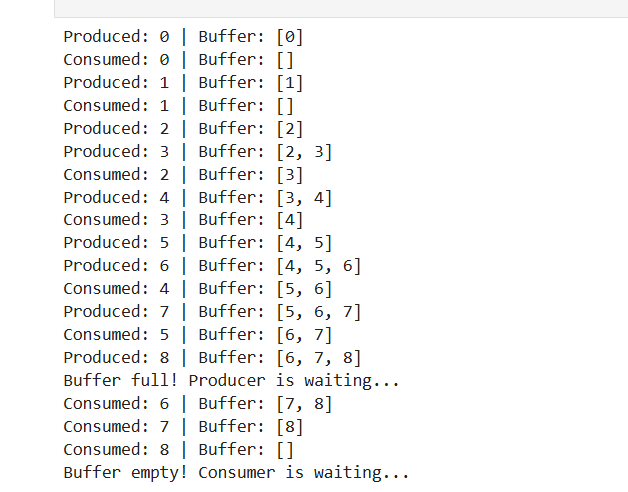 Produced: 0 | Buffer: [0]
Consumed: 0 | Buffer: []
Produced: 1 | Buffer: [1]
Consumed: 1 | Buffer: []
Produced: 2 | Buffer: [2]
Produced: 3 | Buffer: [2, 3]
Consumed: 2 | Buffer: [3]
Produced: 4 | Buffer: [3, 4]
Consumed: 3 | Buffer: [4]
Produced: 5 | Buffer: [4, 5]
Produced: 6 | Buffer: [4, 5, 6]
Consumed: 4 | Buffer: [5, 6]
Produced: 7 | Buffer: [5, 6, 7]
Consumed: 5 | Buffer: [6, 7]
Produced: 8 | Buffer: [6, 7, 8]
Buffer full! Producer is waiting...
Consumed: 6 | Buffer: [7, 8]
Consumed: 7 | Buffer: [8]
Consumed: 8 | Buffer: []
Buffer empty! Consumer is waiting...